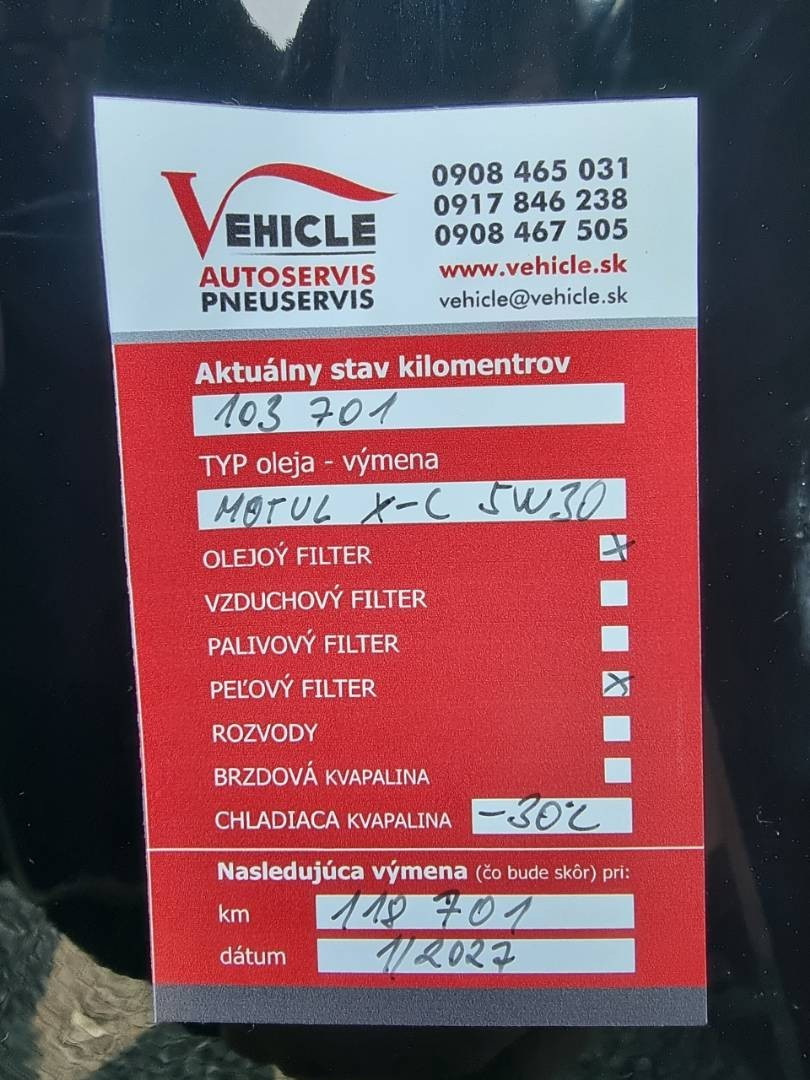 VEHICLE
AUTOSERVIS
PNEUSERVIS
0908 465 031
0917 846 238
0908 467 505
www.vehicle.sk
vehicle@vehicle.sk
Aktuálny stav kilomentrov
103 701
TYP oleja - výmena
MOTUL X-C 5W30
OLEJOÝ FILTER X
VZDUCHOVÝ FILTER
PALIVOVÝ FILTER
PEĽOVÝ FILTER X
ROZVODY
BRZDOVÁ KVAPALINA
CHLADIACA KVAPALINA -30°C
Nasledujúca výmena (čo bude skôr) pri:
km 118 701
dátum 1/2027